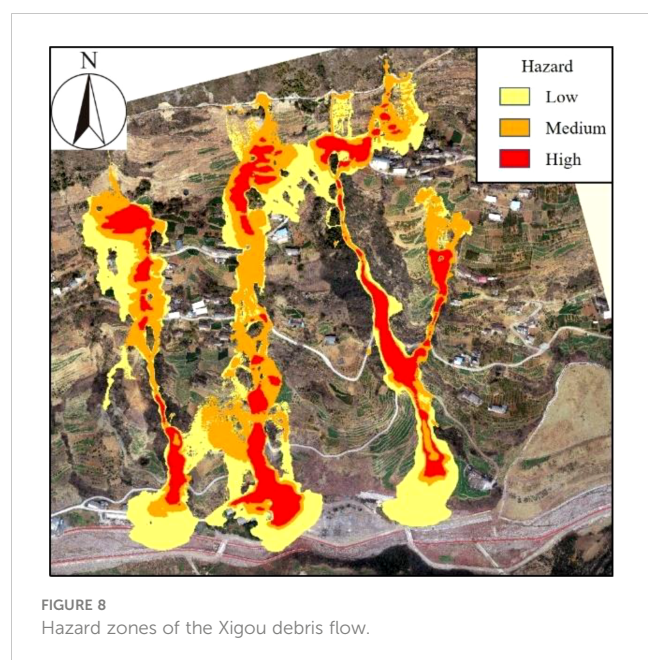 N
Hazard
Low
Medium
High
FIGURE 8
Hazard zones of the Xigou debris flow.